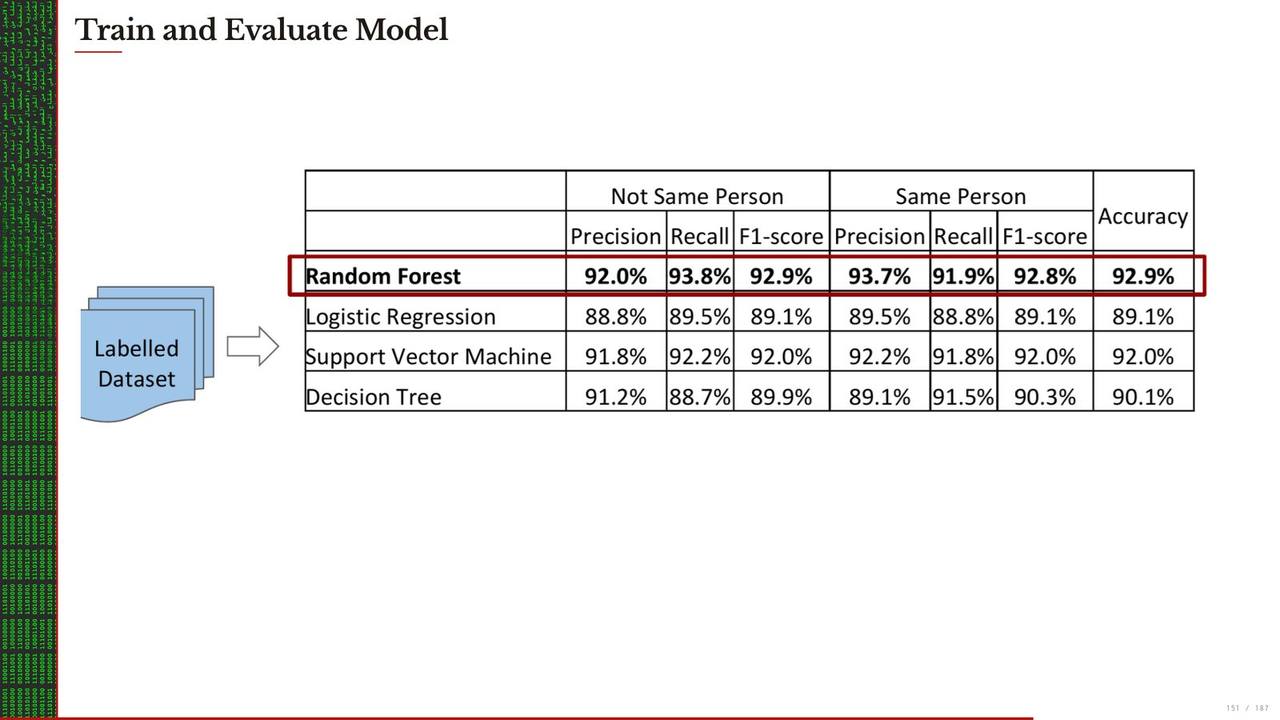 Train and Evaluate Model
Not Same Person Same Person Accuracy
Precision Recall F1-score Precision Recall F1-score
Random Forest 92.0% 93.8% 92.9% 93.7% 91.9% 92.8% 92.9%
Logistic Regression 88.8% 89.5% 89.1% 89.5% 88.8% 89.1% 89.1%
Support Vector Machine 91.8% 92.2% 92.0% 92.2% 91.8% 92.0% 92.0%
Decision Tree 91.2% 88.7% 89.9% 89.1% 91.5% 90.3% 90.1%
Labelled
Dataset
151 / 187